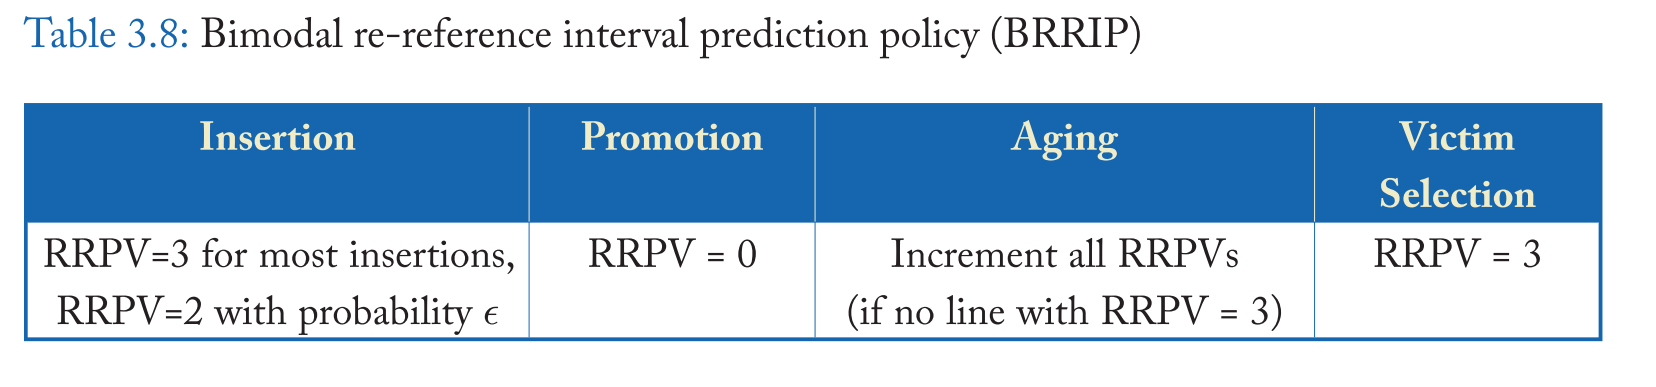 Table 3.8: Bimodal re-reference interval prediction policy (BRRIP)
Insertion
Promotion
Aging
Victim
Selection
RRPV=3 for most insertions,
RRPV=2 with probability ϵ
RRPV = 0
Increment all RRPVs
(if no line with RRPV = 3)
RRPV = 3